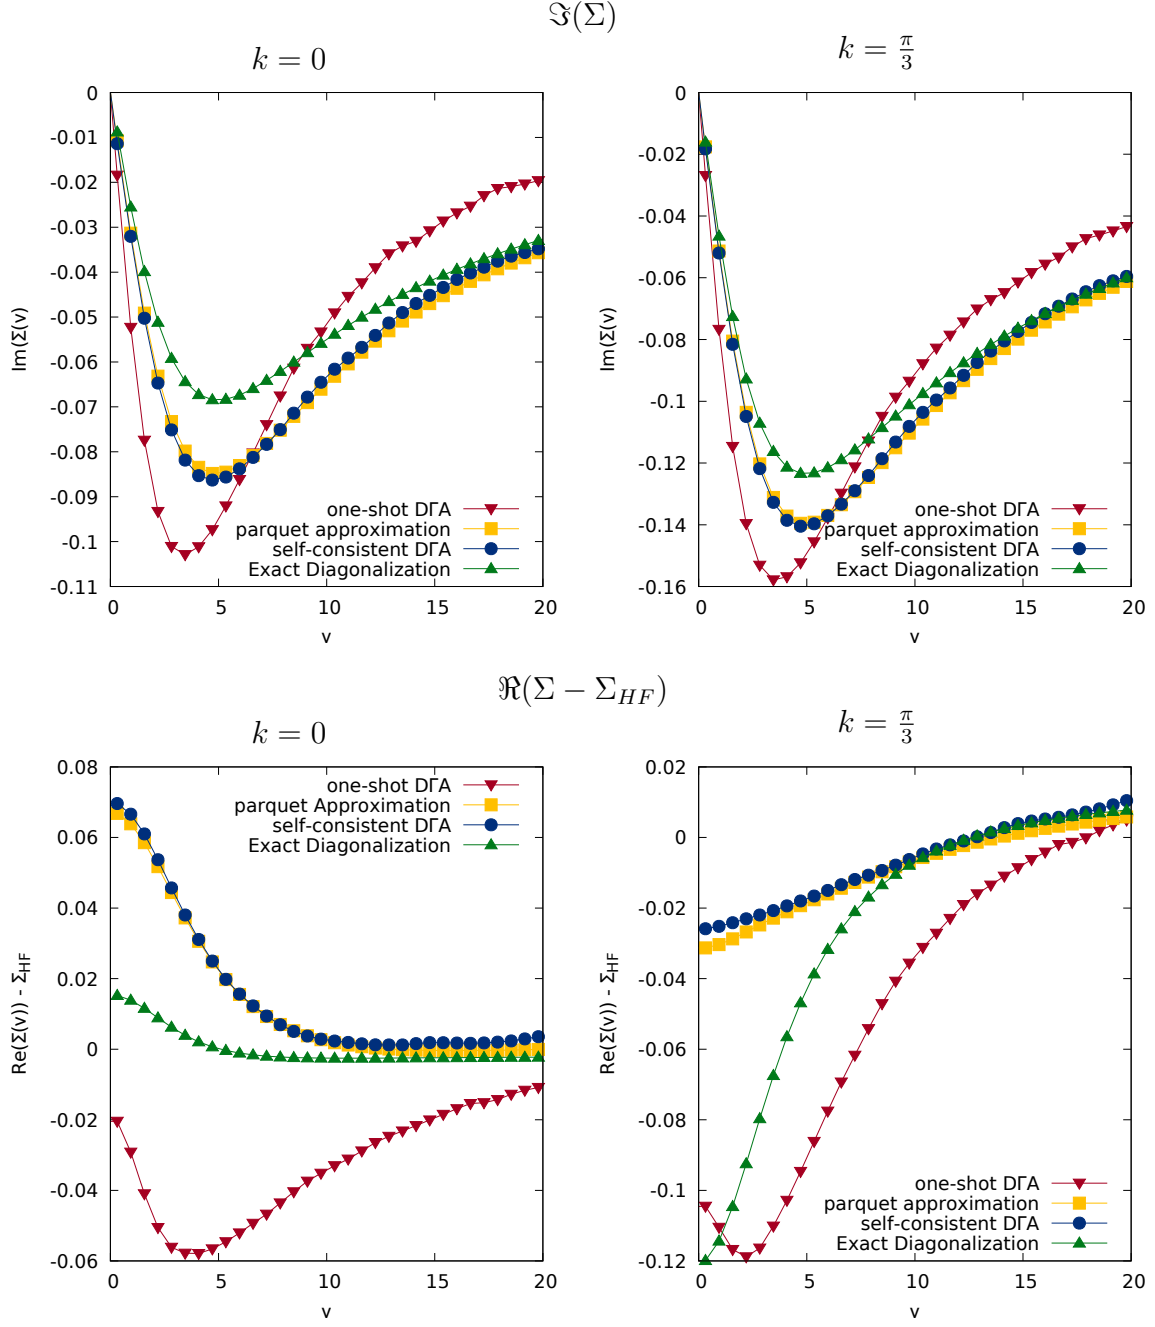 ℑ(Σ)
k = 0
k = π/3
0
-0.01
-0.02
-0.03
-0.04
-0.05
-0.06
-0.07
-0.08
-0.09
-0.1
-0.11
Im(Σ(ν))
one-shot DΓA
parquet approximation
self-consistent DΓA
Exact Diagonalization
0 5 10 15 20
ν
0
-0.02
-0.04
-0.06
-0.08
-0.1
-0.12
-0.14
-0.16
Im(Σ(ν))
one-shot DΓA
parquet approximation
self-consistent DΓA
Exact Diagonalization
0 5 10 15 20
ν
ℜ(Σ − Σ_HF)
k = 0
k = π/3
0.08
0.06
0.04
0.02
0
-0.02
-0.04
-0.06
Re(Σ(ν)) - Σ_HF
one-shot DΓA
parquet Approximation
self-consistent DΓA
Exact Diagonalization
0 5 10 15 20
ν
0.02
0
-0.02
-0.04
-0.06
-0.08
-0.1
-0.12
Re(Σ(ν)) - Σ_HF
one-shot DΓA
parquet approximation
self-consistent DΓA
Exact Diagonalization
0 5 10 15 20
ν